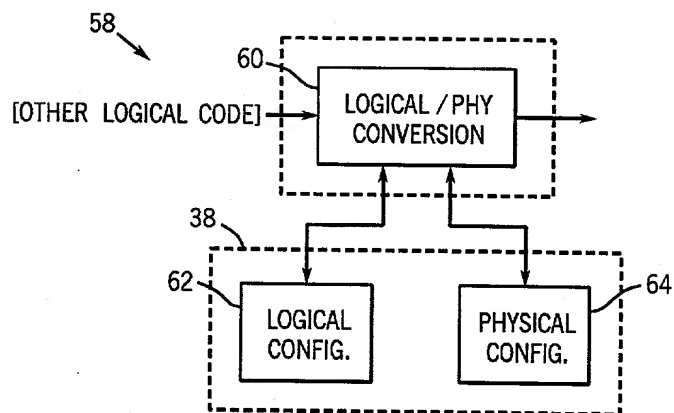 58
60
[OTHER LOGICAL CODE]
LOGICAL / PHY
CONVERSION
38
62
LOGICAL
CONFIG.
PHYSICAL
CONFIG.
64